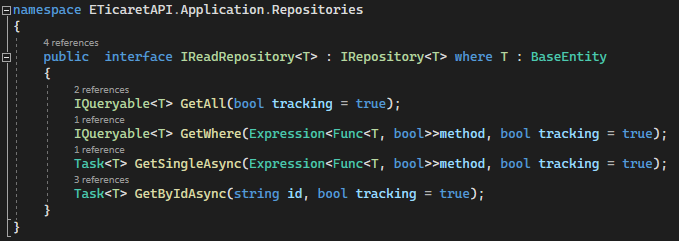 namespace ETicaretAPI.Application.Repositories
{
4 references
public  interface IReadRepository<T> : IRepository<T> where T : BaseEntity
{
2 references
IQueryable<T> GetAll(bool tracking = true);
1 reference
IQueryable<T> GetWhere(Expression<Func<T, bool>>method, bool tracking = true);
1 reference
Task<T> GetSingleAsync(Expression<Func<T, bool>>method, bool tracking = true);
3 references
Task<T> GetByIdAsync(string id, bool tracking = true);
}
}